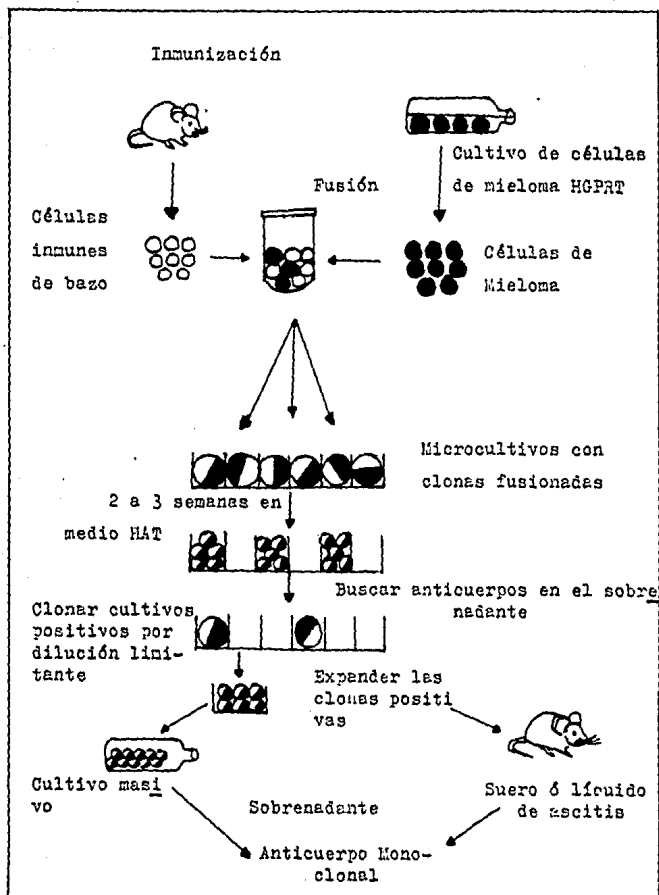 Inmunización
Cultivo de células
de mieloma HGPRT
Fusión
Células
inmunes
de bazo
Células de
Mieloma
Microcultivos con
clonas fusionadas
2 a 3 semanas en
medio HAT
Buscar anticuerpos en el sobre
nadante
Clonar cultivos
positivos por
dilución limi-
tante
Expander las
clonas positi
vas
Cultivo masi
vo
Sobrenadante
Suero ó líquido
de ascitis
Anticuerpo Mono-
clonal